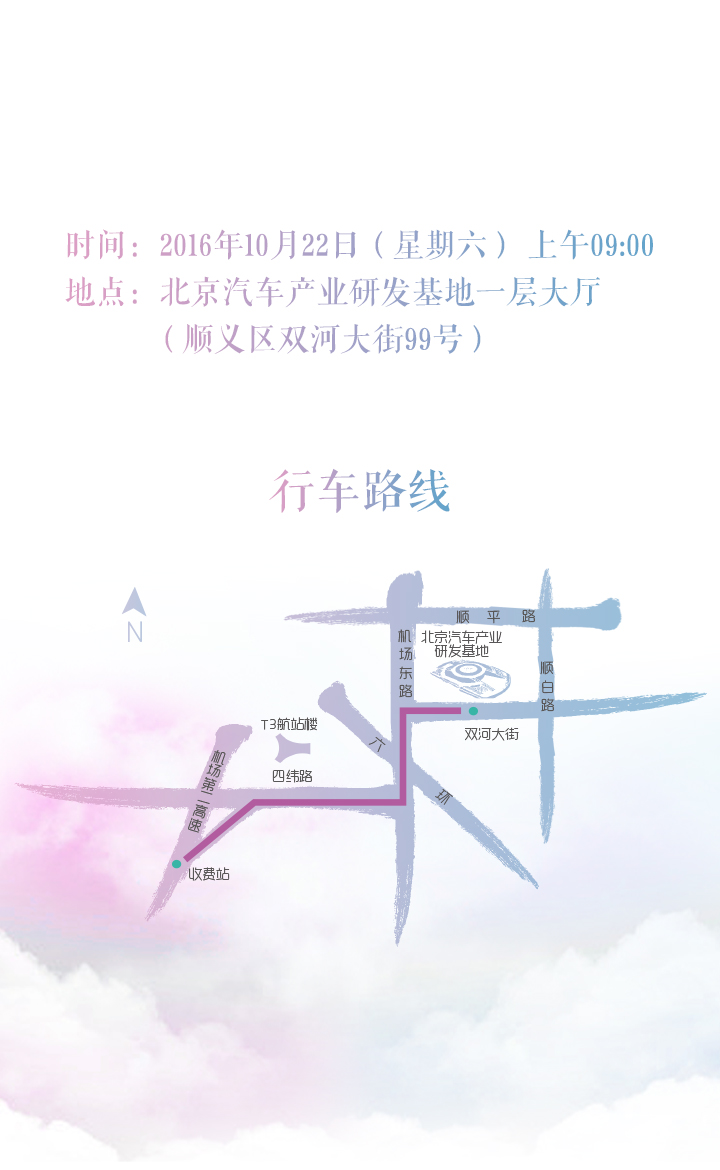 时间：2016年10月22日（星期六） 上午09:00
地点：北京汽车产业研发基地一层大厅
（顺义区双河大街99号）
行车路线
N
顺平路
机场东路
北京汽车产业
研发基地
顺白路
T3航站楼
双河大街
六环
机场第二高速
四纬路
收费站